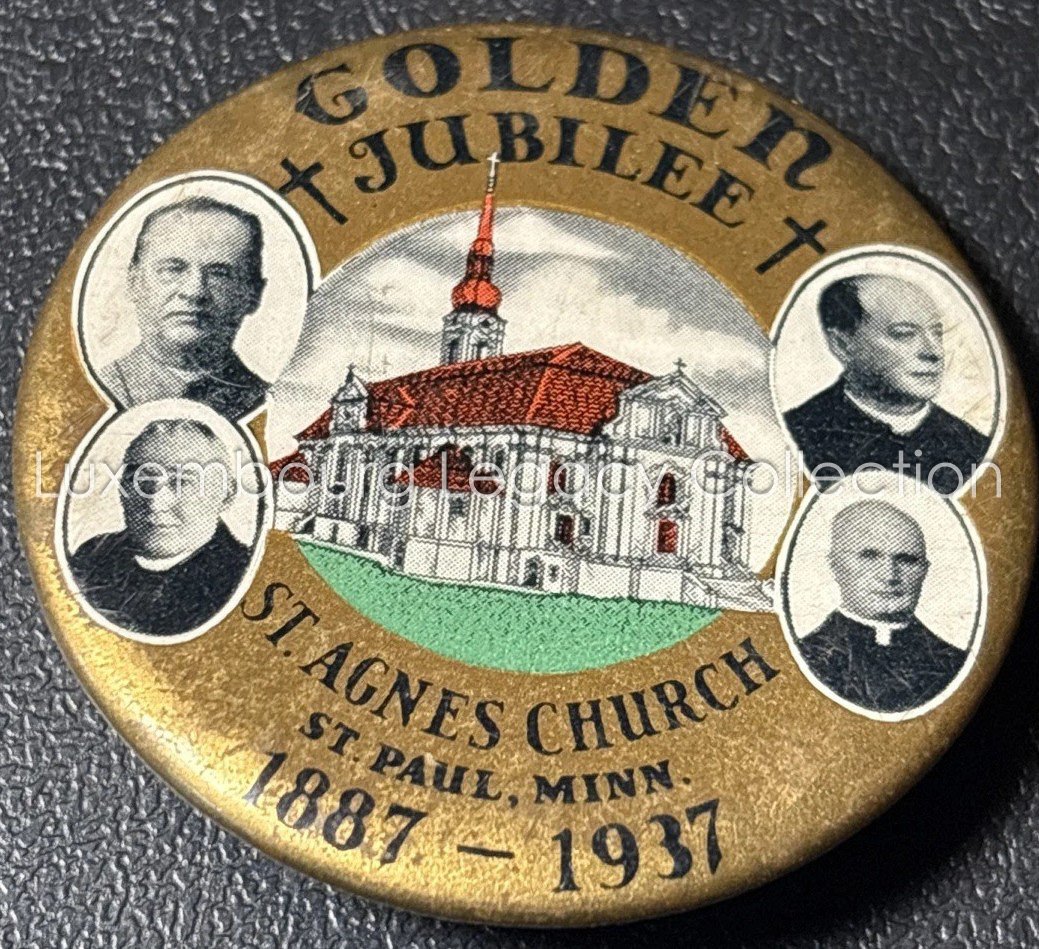 GOLDEN
JUBILEE
Luxembourg Legacy Collection
ST. AGNES CHURCH
ST. PAUL, MINN.
1887 - 1937